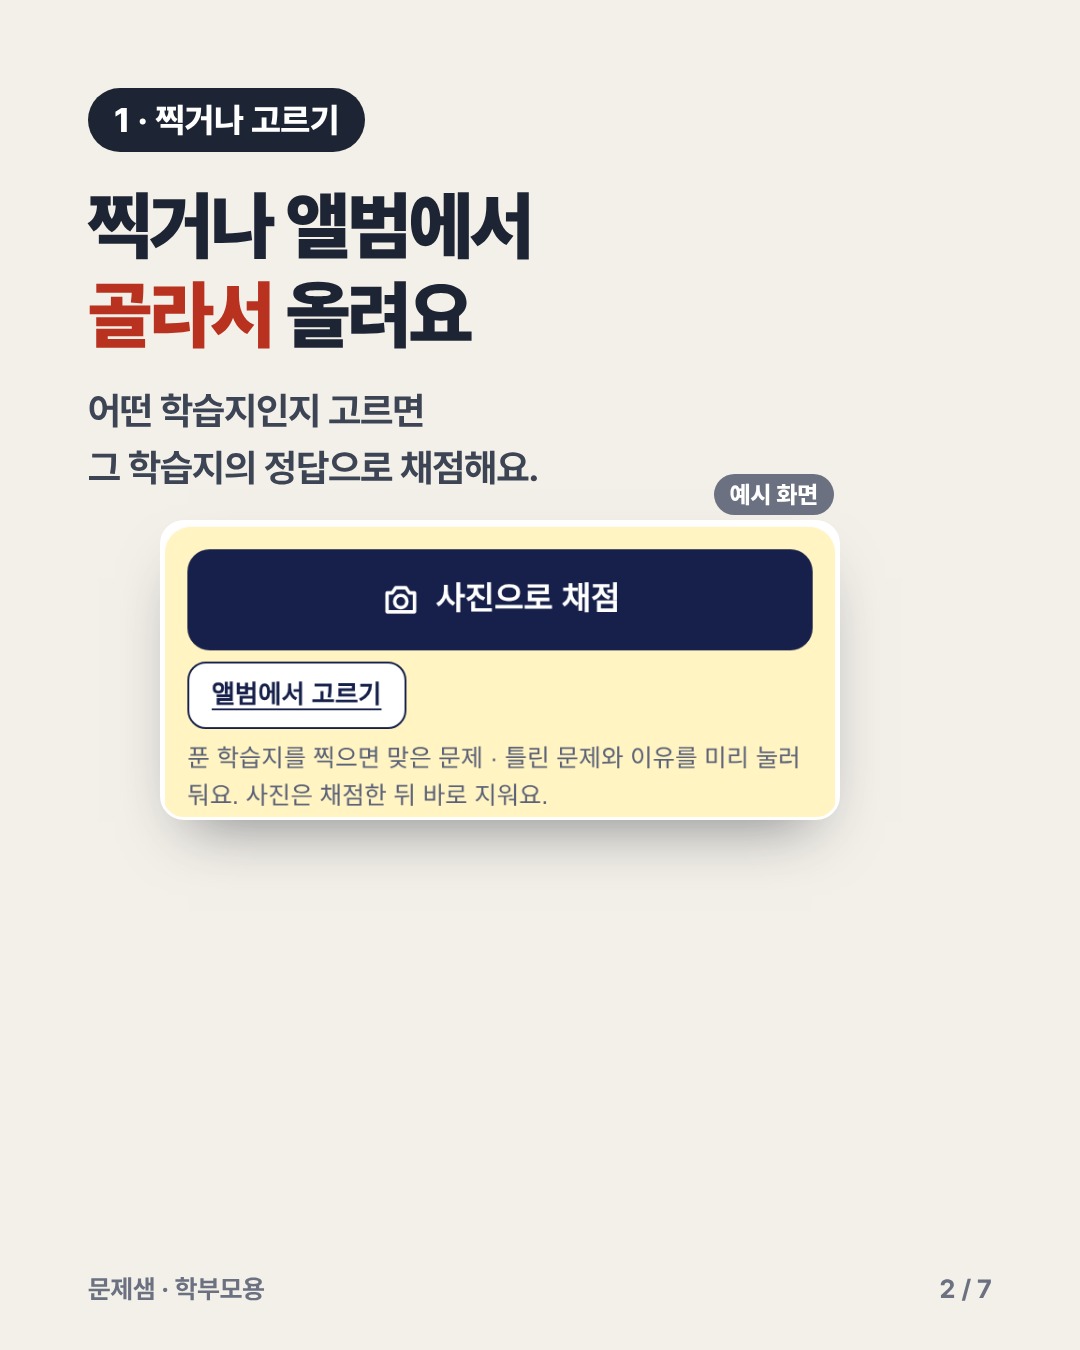 1 · 찍거나 고르기
찍거나 앨범에서
골라서 올려요
어떤 학습지인지 고르면
그 학습지의 정답으로 채점해요.
예시 화면
사진으로 채점
앨범에서 고르기
푼 학습지를 찍으면 맞은 문제 · 틀린 문제와 이유를 미리 눌러
둬요. 사진은 채점한 뒤 바로 지워요.
문제샘 · 학부모용
2 / 7